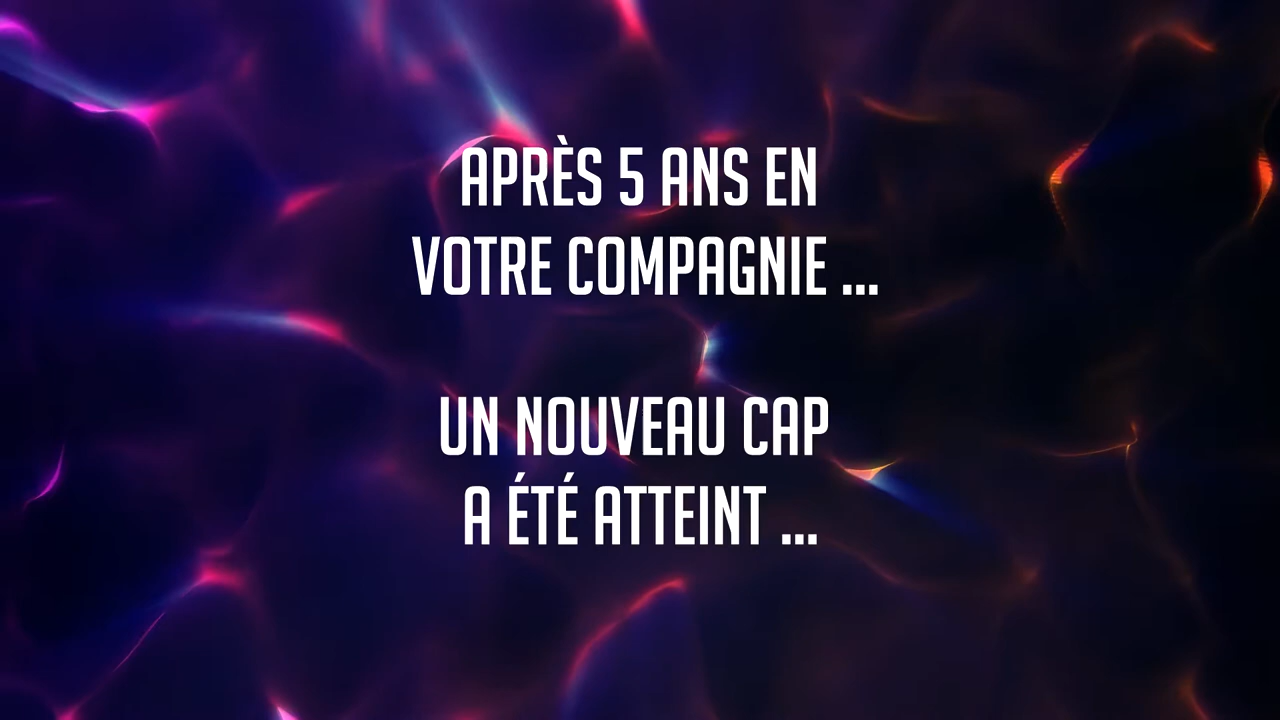 APRÈS 5 ANS EN
VOTRE COMPAGNIE ...
UN NOUVEAU CAP
A ÉTÉ ATTEINT ...